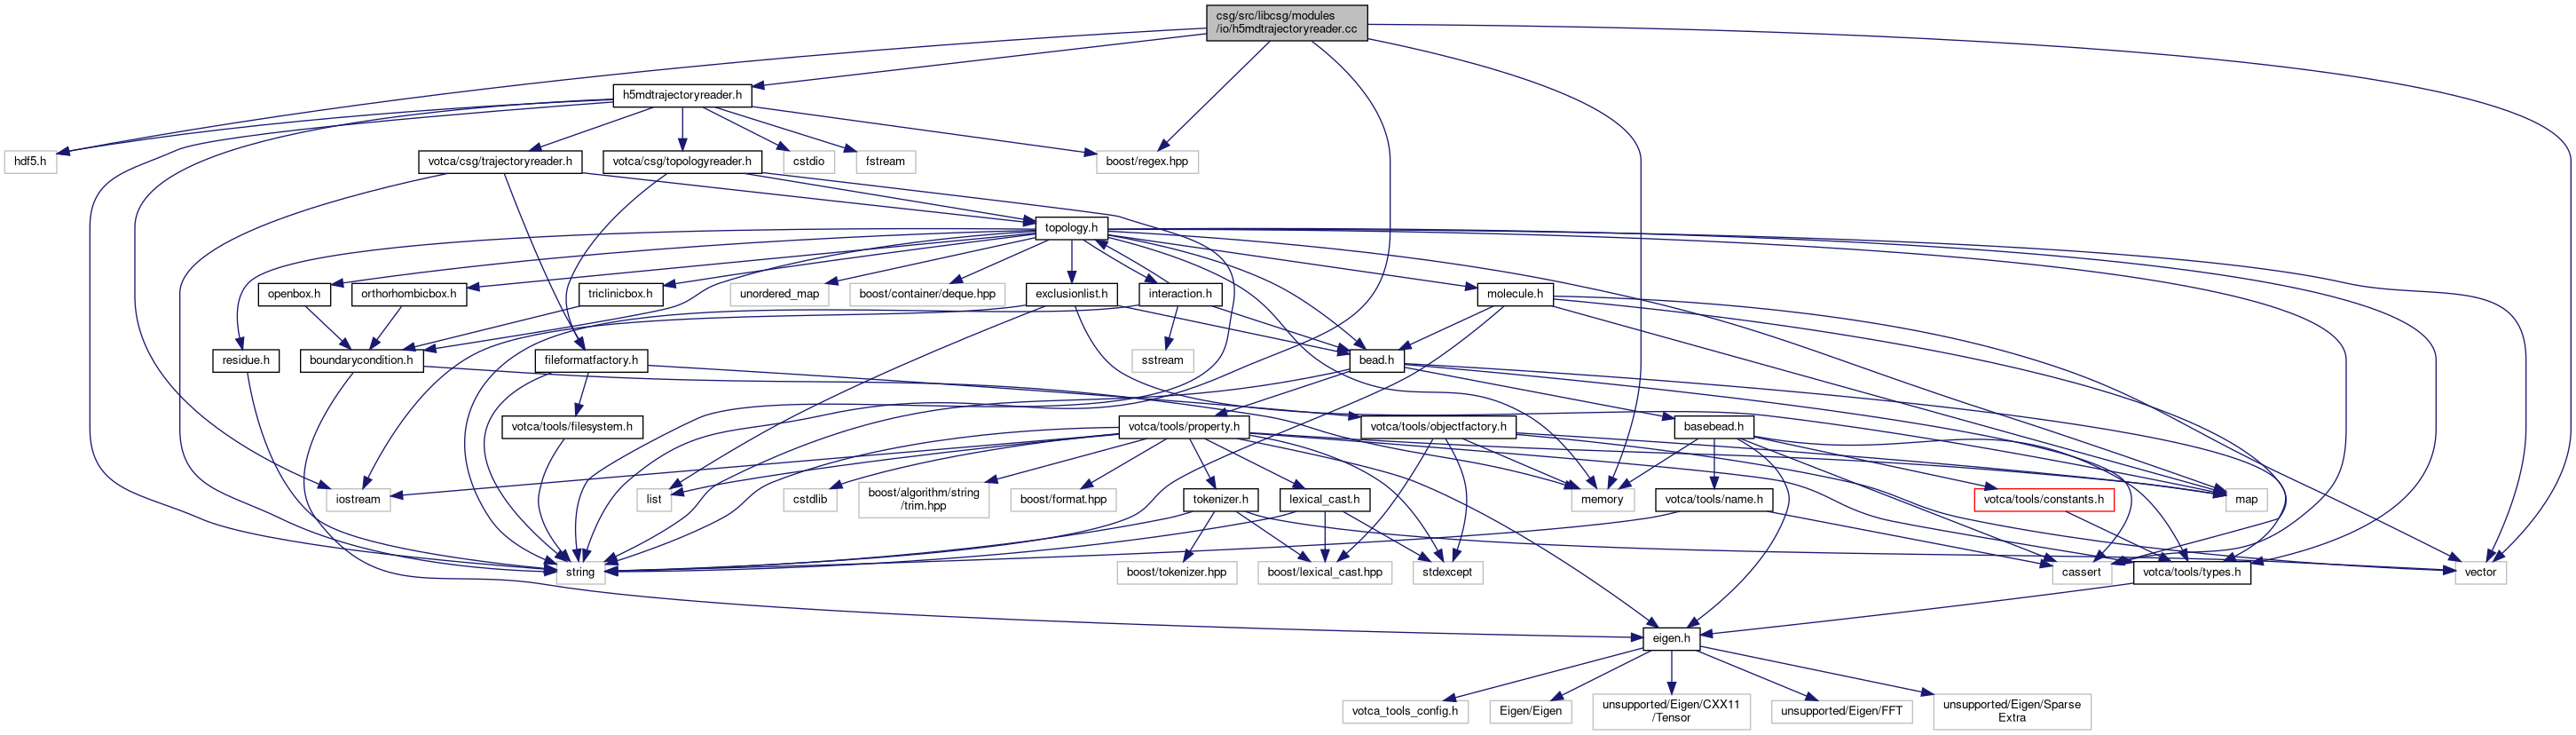 csg/src/libcsg/modules
/io/h5mdtrajectoryreader.cc
h5mdtrajectoryreader.h
hdf5.h
votca/csg/trajectoryreader.h
votca/csg/topologyreader.h
cstdio
fstream
boost/regex.hpp
topology.h
openbox.h
orthorhombicbox.h
triclinicbox.h
unordered_map
boost/container/deque.hpp
exclusionlist.h
interaction.h
molecule.h
residue.h
boundarycondition.h
fileformatfactory.h
sstream
bead.h
votca/tools/filesystem.h
votca/tools/property.h
votca/tools/objectfactory.h
basebead.h
iostream
list
cstdlib
boost/algorithm/string
/trim.hpp
boost/format.hpp
tokenizer.h
lexical_cast.h
memory
votca/tools/name.h
votca/tools/constants.h
map
string
boost/tokenizer.hpp
boost/lexical_cast.hpp
stdexcept
cassert
votca/tools/types.h
vector
eigen.h
votca_tools_config.h
Eigen/Eigen
unsupported/Eigen/CXX11
/Tensor
unsupported/Eigen/FFT
unsupported/Eigen/Sparse
Extra